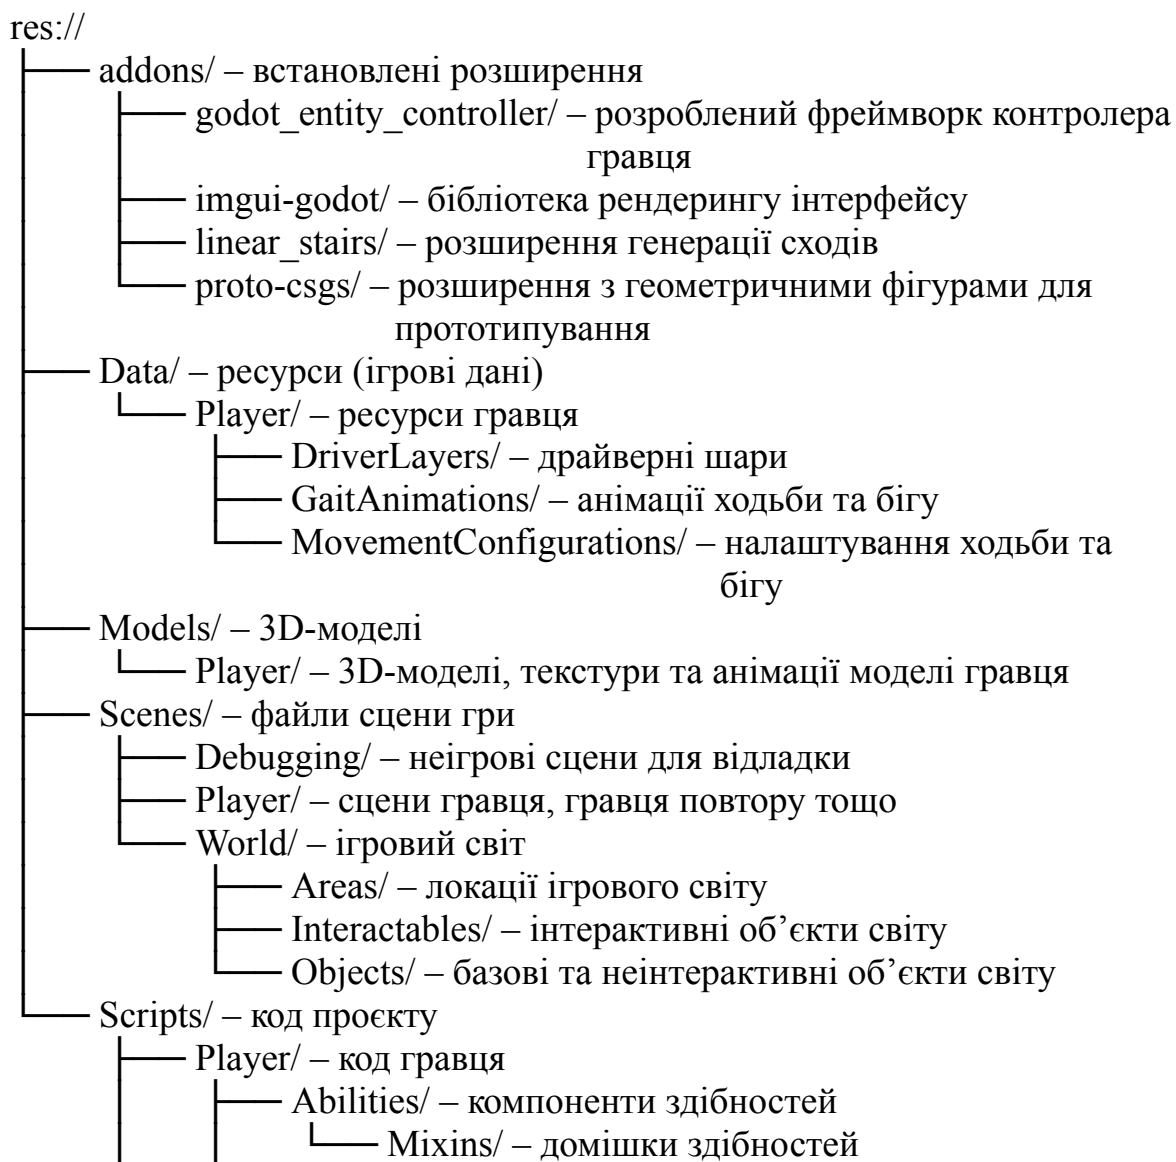 res://
addons/ – встановлені розширення
godot_entity_controller/ – розроблений фреймворк контролера
гравця
imgui-godot/ – бібліотека рендерингу інтерфейсу
linear_stairs/ – розширення генерації сходів
proto-csgs/ – розширення з геометричними фігурами для
прототипування
Data/ – ресурси (ігрові дані)
Player/ – ресурси гравця
DriverLayers/ – драйверні шари
GaitAnimations/ – анімації ходьби та бігу
MovementConfigurations/ – налаштування ходьби та
бігу
Models/ – 3D-моделі
Player/ – 3D-моделі, текстури та анімації моделі гравця
Scenes/ – файли сцени гри
Debugging/ – неігрові сцени для відладки
Player/ – сцени гравця, гравця повтору тощо
World/ – ігровий світ
Areas/ – локації ігрового світу
Interactables/ – інтерактивні об’єкти світу
Objects/ – базові та неінтерактивні об’єкти світу
Scripts/ – код проєкту
Player/ – код гравця
Abilities/ – компоненти здібностей
Mixins/ – домішки здібностей